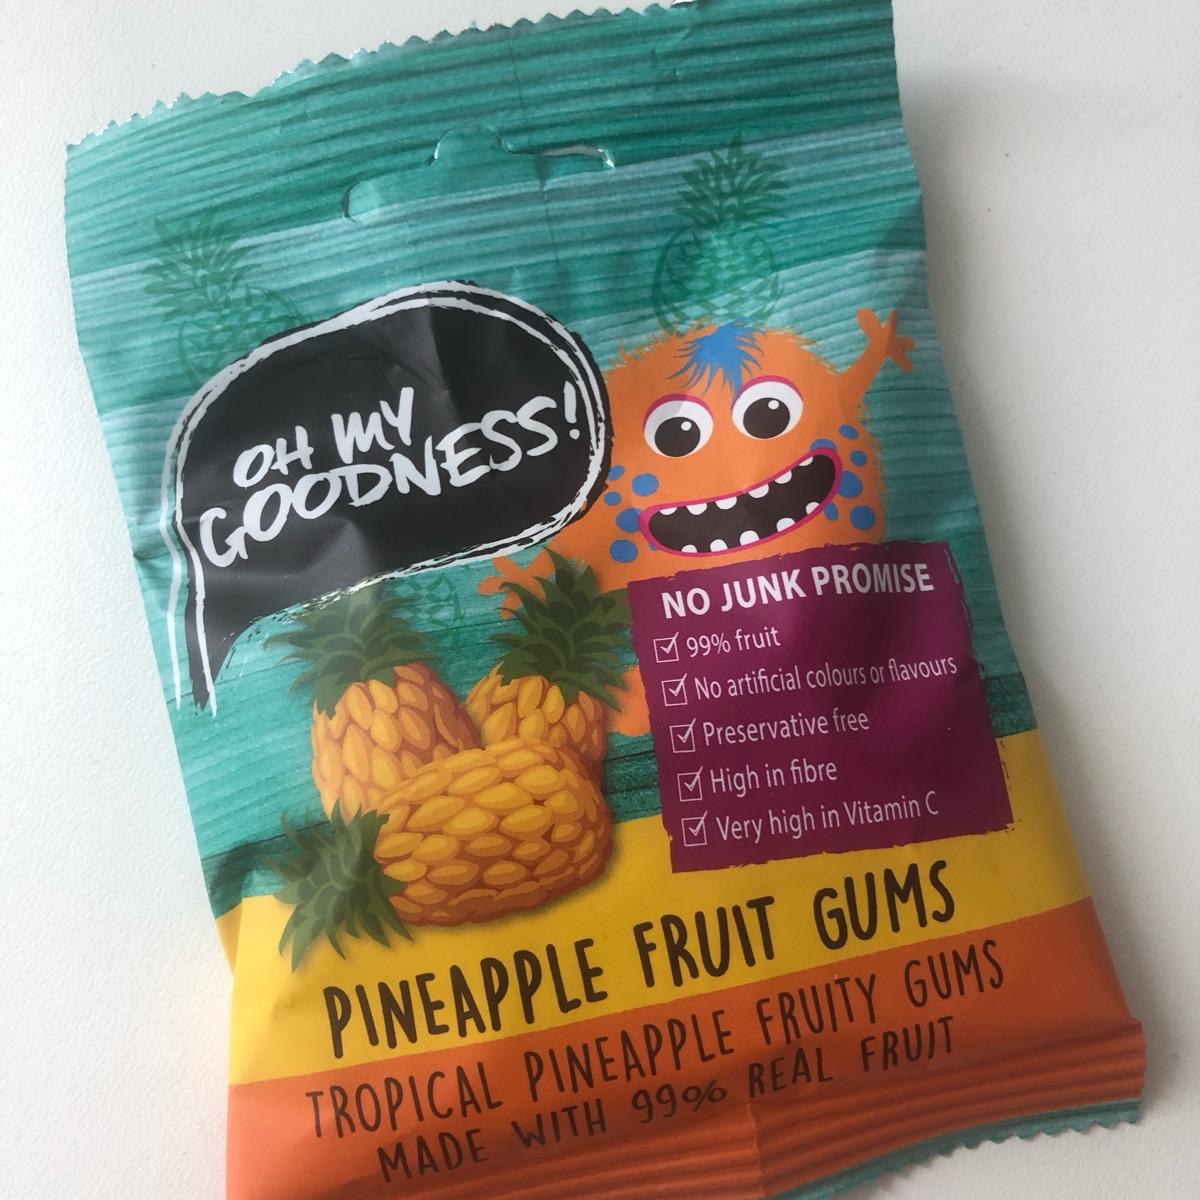 OH MY
GOODNESS!
NO JUNK PROMISE
99% fruit
No artificial colours or flavours
Preservative free
High in fibre
Very high in Vitamin C
PINEAPPLE FRUIT GUMS
TROPICAL PINEAPPLE FRUITY GUMS
MADE WITH 99% REAL FRUIT